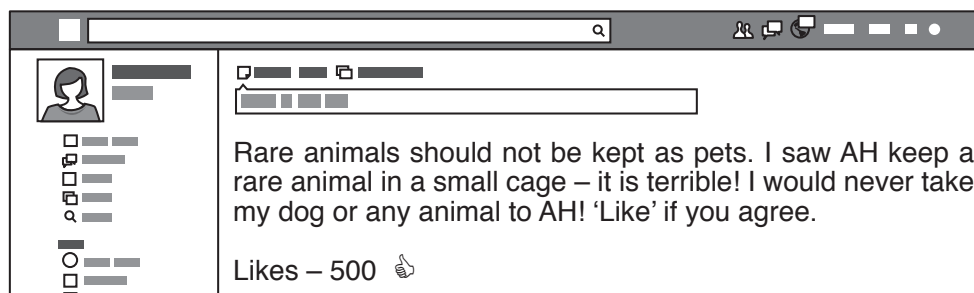 Rare animals should not be kept as pets. I saw AH keep a
rare animal in a small cage – it is terrible! I would never take
my dog or any animal to AH! ‘Like’ if you agree.
Likes – 500